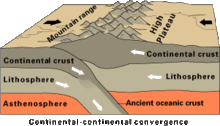 Mountain range
High
Plateau
Continental crust
Continental crust
Lithosphere
Lithosphere
Asthenosphere
Ancient oceanic crust
Continental-continental convergence